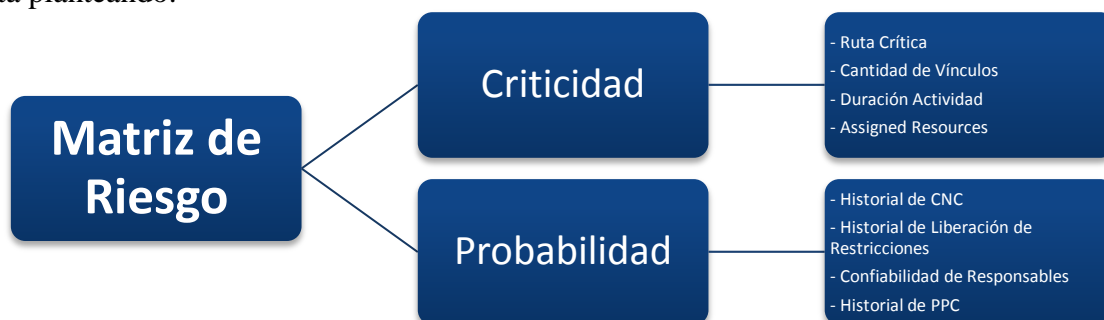 planteando.
Matriz de
Riesgo
Criticidad
- Ruta Crítica
- Cantidad de Vínculos
- Duración Actividad
- Assigned Resources
Probabilidad
- Historial de CNC
- Historial de Liberación de
Restricciones
- Confiabilidad de Responsables
- Historial de PPC